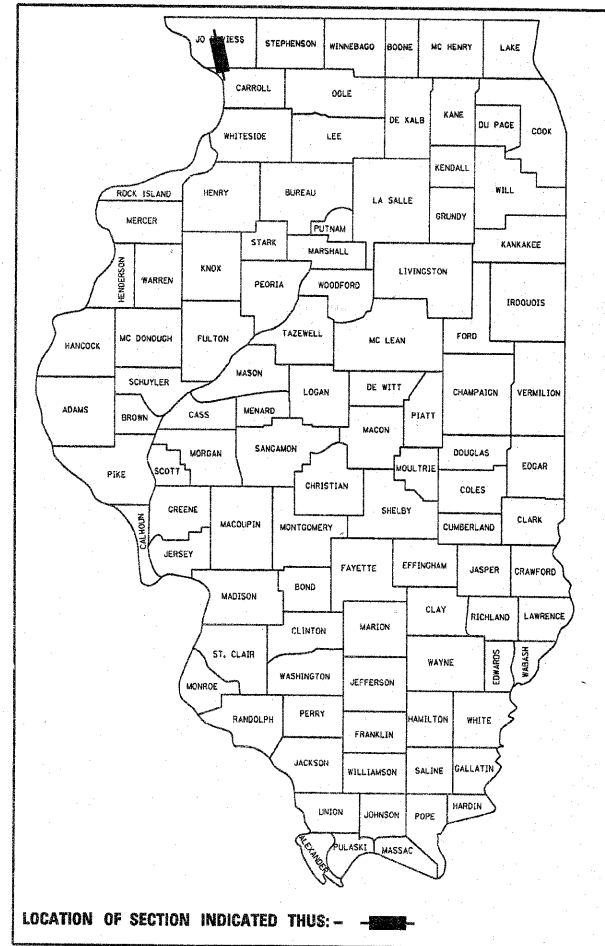 JO DAVIESS STEPHENSON WINNEBAGO BOONE MC HENRY LAKE
CARROLL OGLE DE KALB KANE DU PAGE COOK
WHITESIDE LEE KENDALL WILL
ROCK ISLAND HENRY BUREAU LA SALLE GRUNDY
MERCER PUTNAM KANKAKEE
HENDERSON WARREN KNOX STARK MARSHALL LIVINGSTON
PEORIA WOODFORD IROQUOIS
HANCOCK MC DONOUGH FULTON TAZEWELL MC LEAN FORD
SCHUYLER MASON LOGAN DE WITT CHAMPAIGN VERMILION
ADAMS BROWN CASS MENARD MACON PIATT
PIKE SCOTT MORGAN SANGAMON CHRISTIAN MOULTRIE DOUGLAS EDGAR
COLES
CALHOUN GREENE MACOUPIN MONTGOMERY SHELBY CUMBERLAND CLARK
JERSEY FAYETTE EFFINGHAM JASPER CRAWFORD
MADISON BOND CLAY RICHLAND LAWRENCE
CLINTON MARION
ST. CLAIR WASHINGTON JEFFERSON WAYNE EDWARDS WABASH
MONROE
RANDOLPH PERRY FRANKLIN HAMILTON WHITE
JACKSON WILLIAMSON SALINE GALLATIN
UNION JOHNSON POPE HARDIN
ALEXANDER PULASKI MASSAC
LOCATION OF SECTION INDICATED THUS: -